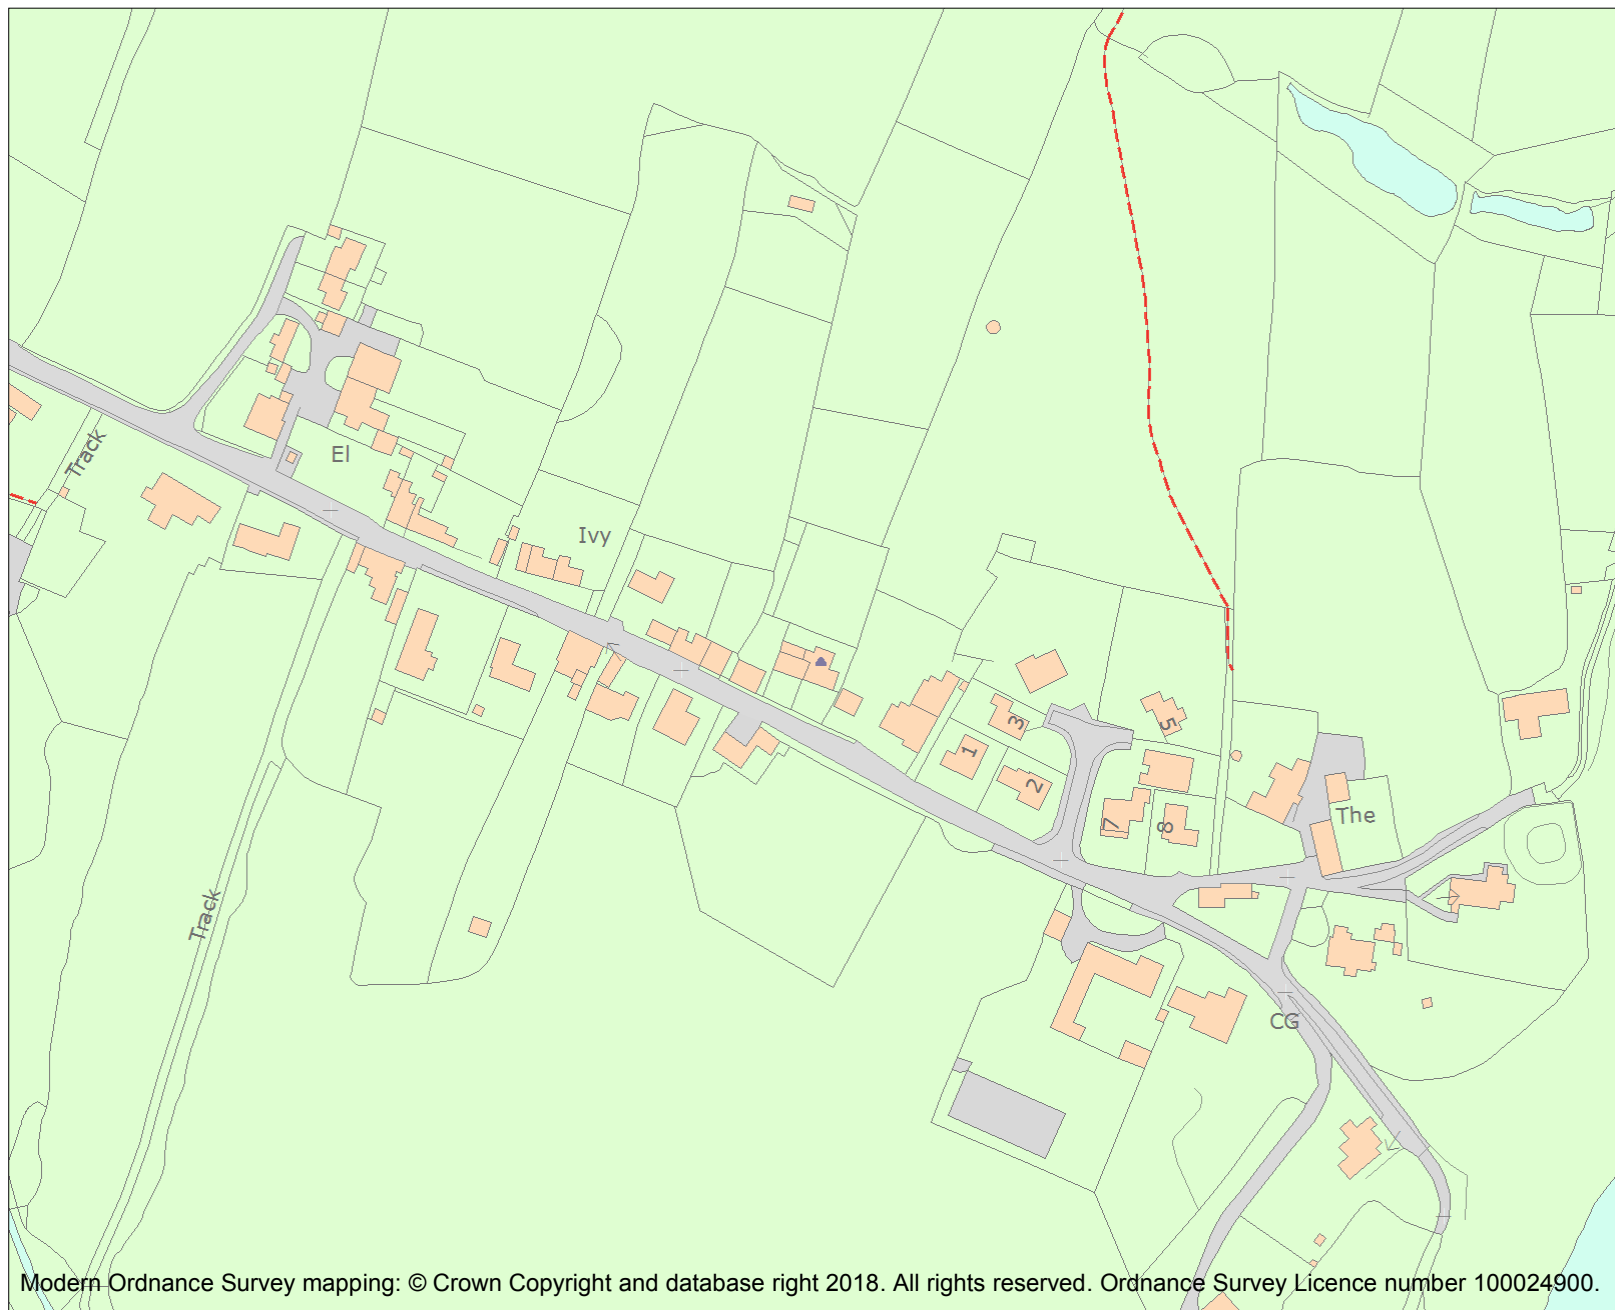 Track
El
Ivy
3
5
1
2
The
7
8
Track
CG
Modern Ordnance Survey mapping: © Crown Copyright and database right 2018. All rights reserved. Ordnance Survey Licence number 100024900.